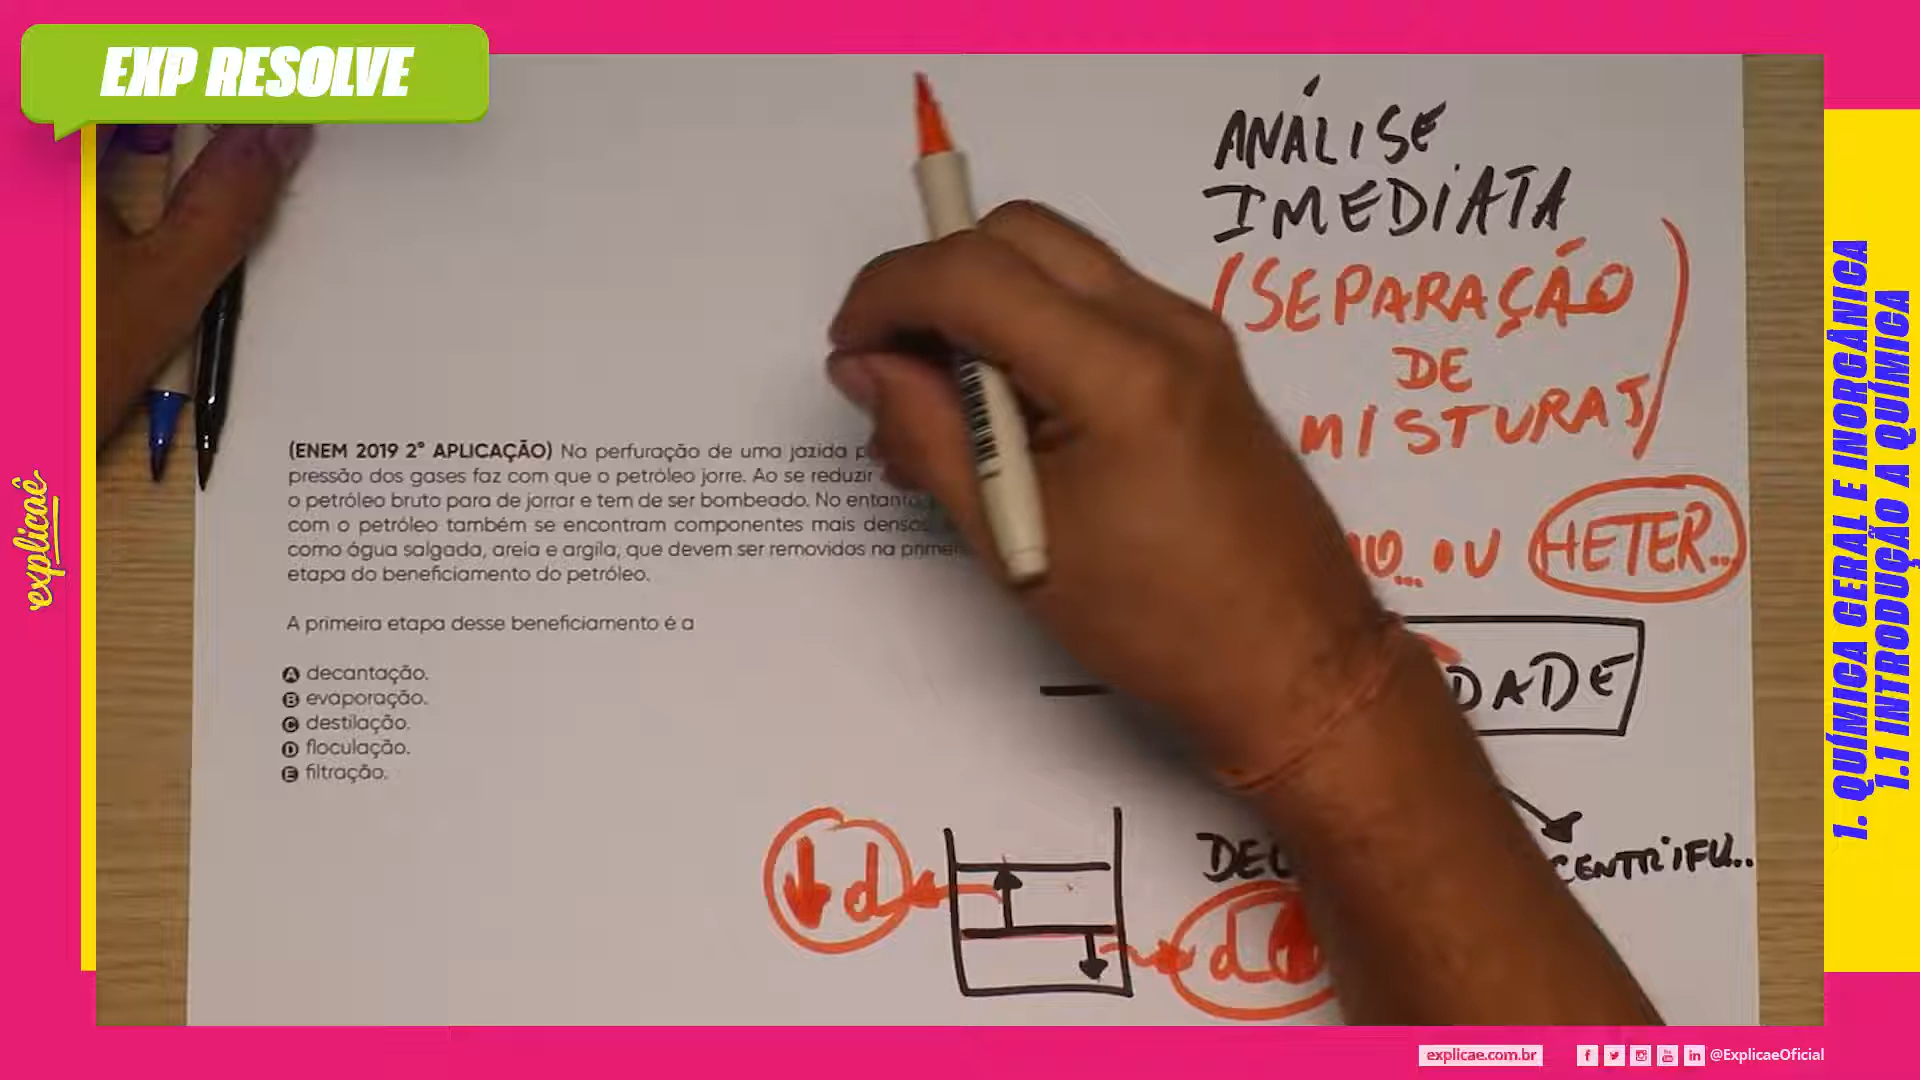 EXP RESOLVE
ANÁLISE
IMEDIATA
(SEPARAÇÃO
DE
MISTURAS)
OU HETER...
DADE
CENTRIFU..
d
d
(ENEM 2019 2° APLICAÇÃO) Na perfuração de uma jazida
pressão dos gases faz com que o petróleo jorre. Ao se reduzir
o petróleo bruto para de jorrar e tem de ser bombeado. No entanto,
com o petróleo também se encontram componentes mais densos,
como água salgada, areia e argila, que devem ser removidos na
etapa do beneficiamento do petróleo.
A primeira etapa desse beneficiamento é a
A decantação.
B evaporação.
C destilação.
D floculação.
E filtração.
explicaê
1. QUÍMICA GERAL E INORGÂNICA
1.1 INTRODUÇÃO A QUÍMICA
explicae.com.br
@ExplicaeOficial